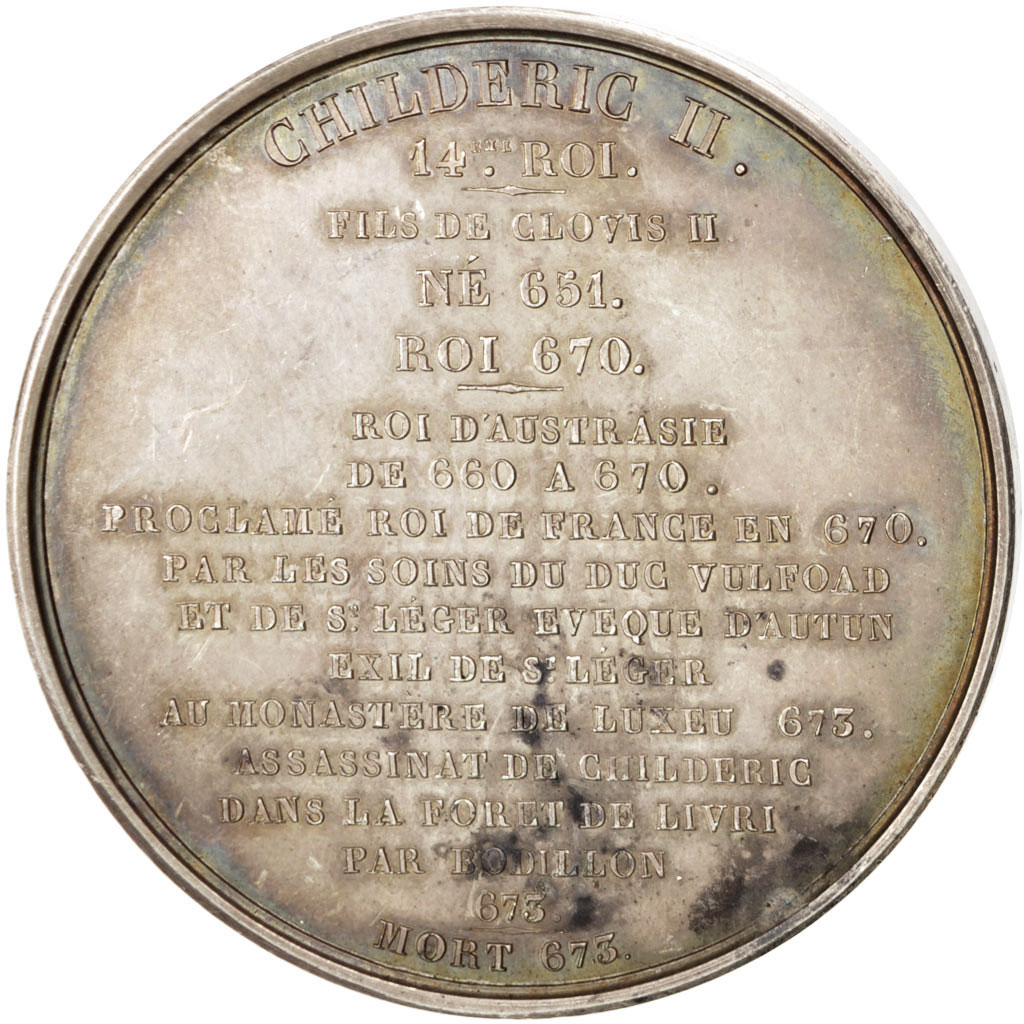 CHILDERIC II.
14ᴱᴹᴱ. ROI.
FILS DE CLOVIS II
NÉ 651.
ROI 670.
ROI D'AUSTRASIE
DE 660 A 670.
PROCLAMÉ ROI DE FRANCE EN 670.
PAR LES SOINS DU DUC VULFOAD
ET DE Sᵗ. LÉGER EVEQUE D'AUTUN
EXIL DE Sᵗ LÉGER
AU MONASTERE DE LUXEU 673.
ASSASSINAT DE CHILDERIC
DANS LA FORET DE LIVRI
PAR BODILLON
673.
MORT 673.